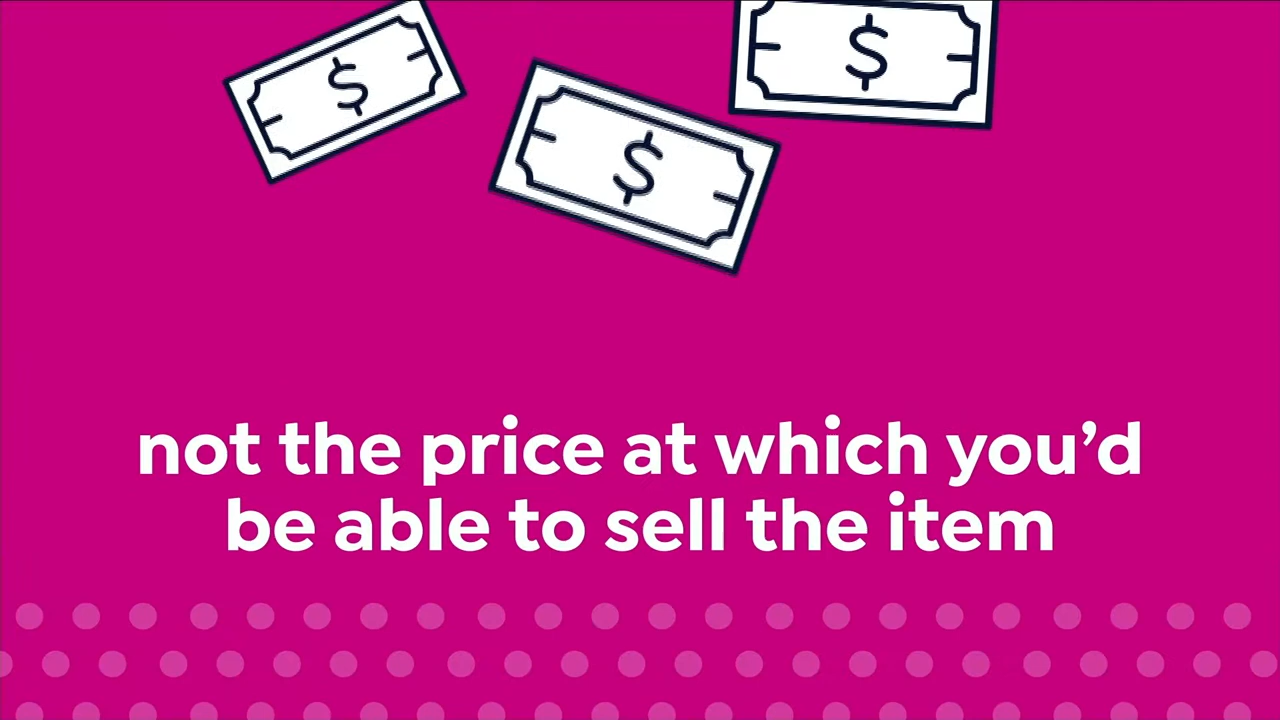 $
$
$
not the price at which you’d
be able to sell the item